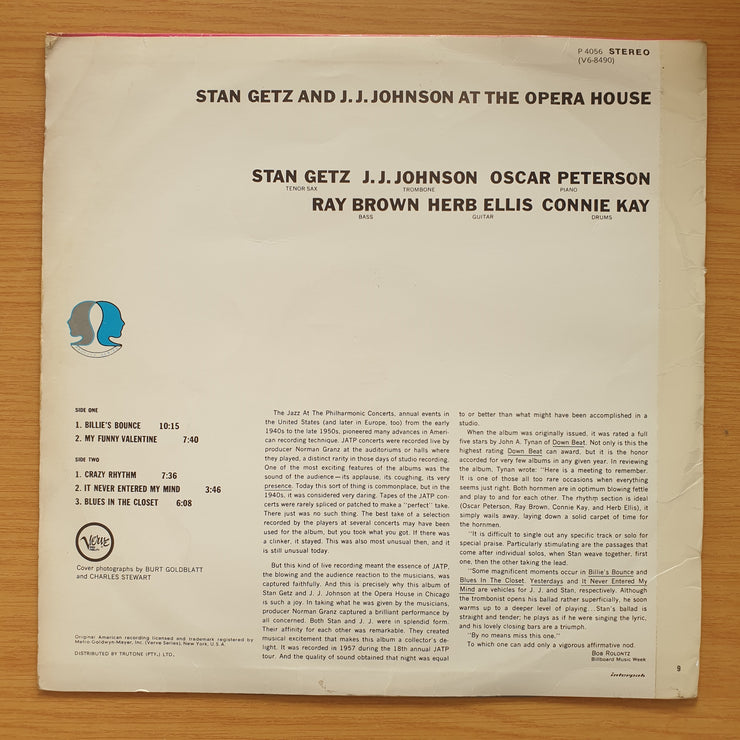 P 4056 STEREO
(V6-8490)
STAN GETZ AND J.J.JOHNSON AT THE OPERA HOUSE
STAN GETZ J.J.JOHNSON OSCAR PETERSON
TENOR SAX TROMBONE PIANO
RAY BROWN HERB ELLIS CONNIE KAY
BASS GUITAR DRUMS
SIDE ONE
1. BILLIE'S BOUNCE 10:15
2. MY FUNNY VALENTINE 7:40
SIDE TWO
1. CRAZY RHYTHM 7:36
2. IT NEVER ENTERED MY MIND 3:46
3. BLUES IN THE CLOSET 6:08
Verve
Cover photographs by BURT GOLDBLATT
and CHARLES STEWART
Original American recording licensed and trademark registered by
Metro-Goldwyn-Mayer, Inc. (Verve Series), New York, U.S.A.
DISTRIBUTED BY TRUTONE (PTY.) LTD.
The Jazz At The Philharmonic Concerts, annual events in
the United States (and later in Europe, too) from the early
1940s to the late 1950s, pioneered many advances in Ameri-
can recording technique. JATP concerts were recorded live by
producer Norman Granz at the auditoriums or halls where
they played, a distinct rarity in those days of studio recording.
One of the most exciting features of the albums was the
sound of the audience—its applause, its coughing, its very
presence. Today this sort of thing is commonplace, but in the
1940s, it was considered very daring. Tapes of the JATP con-
certs were rarely spliced or patched to make a "perfect" take.
There just was no such thing. The best take of a selection
recorded by the players at several concerts may have been
used for the album, but you took what you got. If there was
a clinker, it stayed. This was also most unusual then, and it
is still unusual today.
But this kind of live recording meant the essence of JATP,
the blowing and the audience reaction to the musicians, was
captured faithfully. And this is precisely why this album of
Stan Getz and J. J. Johnson at the Opera House in Chicago
is such a joy. In taking what he was given by the musicians,
producer Norman Granz captured a brilliant performance by
all concerned. Both Stan and J. J. were in splendid form.
Their affinity for each other was remarkable. They created
musical excitement that makes this album a collector's de-
light. It was recorded in 1957 during the 18th annual JATP
tour. And the quality of sound obtained that night was equal
to or better than what might have been accomplished in a
studio.
When the album was originally issued, it was rated a full
five stars by John A. Tynan of Down Beat. Not only is this the
highest rating Down Beat can award, but it is the honor
accorded for very few albums in any given year. In reviewing
the album, Tynan wrote: "Here is a meeting to remember.
It is one of those all too rare occasions when everything
seems just right. Both hornmen are in optimum blowing fettle
and play to and for each other. The rhythm section is ideal
(Oscar Peterson, Ray Brown, Connie Kay, and Herb Ellis), it
simply wails away, laying down a solid carpet of time for
the hornmen.
"It is difficult to single out any specific track or solo for
special praise. Particularly stimulating are the passages that
come after individual solos, when Stan weave together, first
one, then the other taking the lead.
"Some magnificent moments occur in Billie's Bounce and
Blues In The Closet. Yesterdays and It Never Entered My
Mind are vehicles for J. J. and Stan, respectively. Although
the trombonist opens his ballad rather superficially, he soon
warms up to a deeper level of playing...Stan's ballad is
straight and tender; he plays as if he were singing the lyric,
and his lovely closing bars are a triumph.
"By no means miss this one."
To which one can add only a vigorous affirmative nod.
BOB ROLONTZ
Billboard Music Week
interpak
9